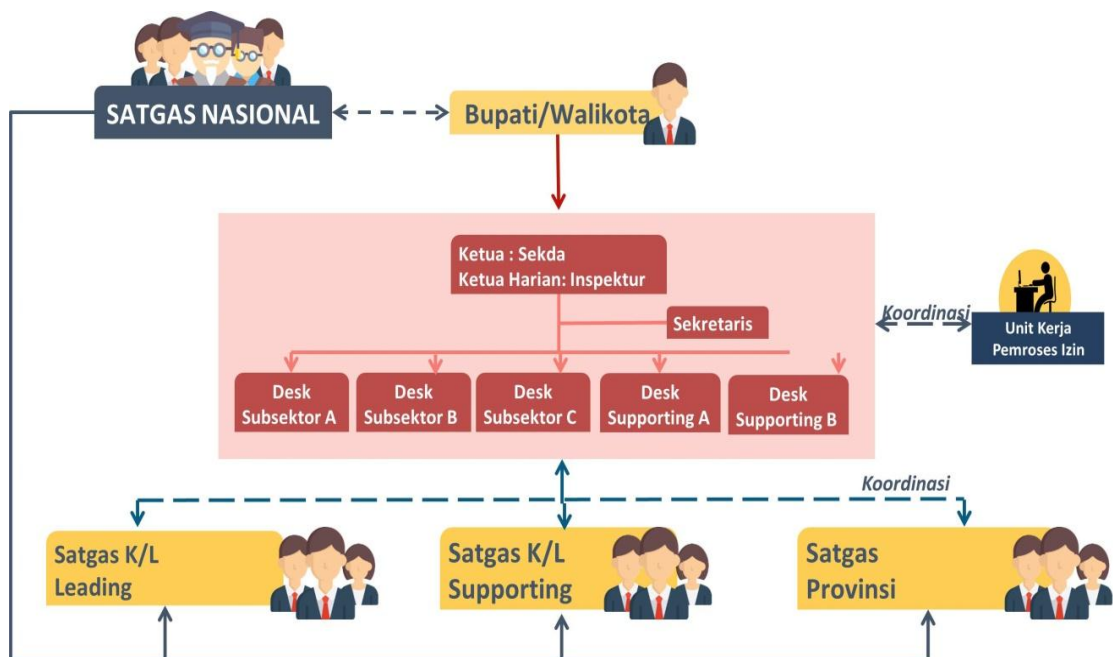 SATGAS NASIONAL
Bupati/Walikota
Ketua : Sekda
Ketua Harian: Inspektur
Sekretaris
Koordinasi
Unit Kerja
Pemroses Izin
Desk
Subsektor A
Desk
Subsektor B
Desk
Subsektor C
Desk
Supporting A
Desk
Supporting B
Koordinasi
Satgas K/L
Leading
Satgas K/L
Supporting
Satgas
Provinsi